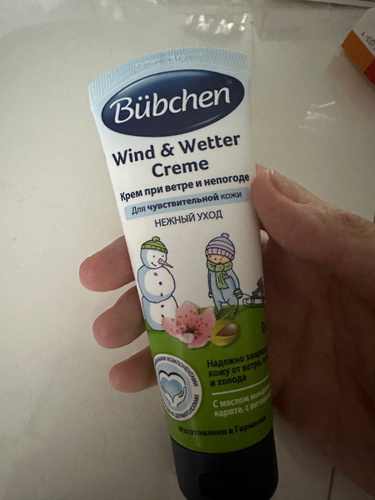 Bübchen
Wind & Wetter
Creme
Крем при ветре и непогоде
Для чувствительной кожи
НЕЖНЫЙ УХОД
Надежно
кожу от ветра,
и холода
С маслом
карите, с
Изготовлено в Германии